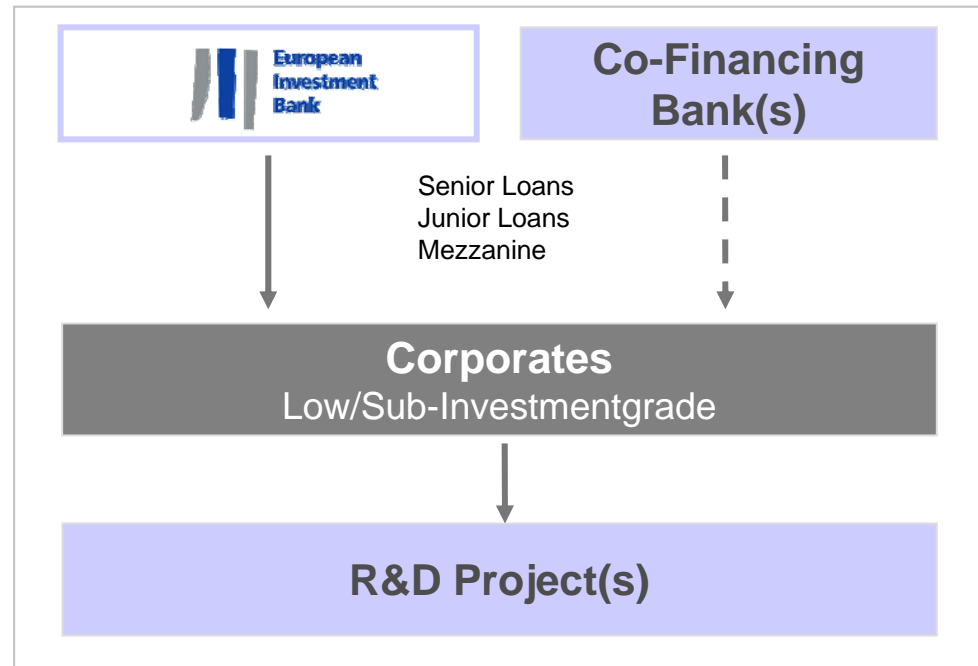 European
Investment
Bank
Co-Financing
Bank(s)
Senior Loans
Junior Loans
Mezzanine
Corporates
Low/Sub-Investmentgrade
R&D Project(s)